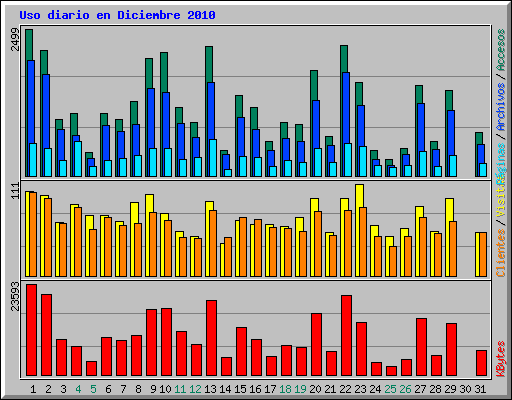 Uso diario en Diciembre 2010
2499
111
23593
Clientes / Visitas
Páginas / Archivos / Accesos
KBytes
1 2 3 4 5 6 7 8 9 10 11 12 13 14 15 16 17 18 19 20 21 22 23 24 25 26 27 28 29 30 31